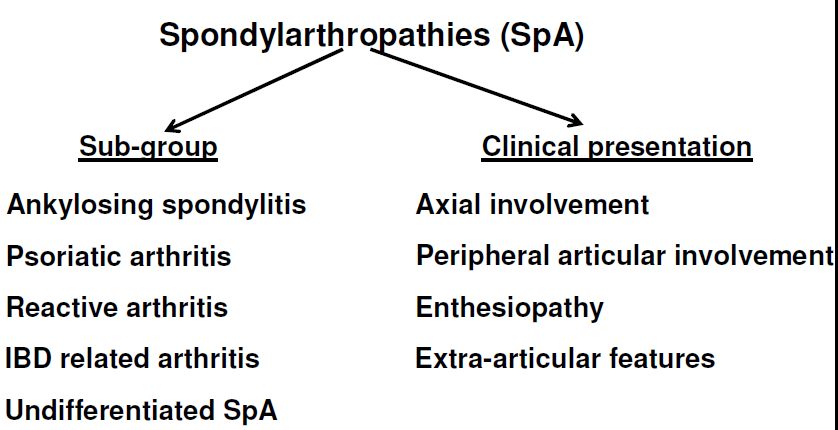 Spondylarthropathies (SpA)
Sub-group
Ankylosing spondylitis
Psoriatic arthritis
Reactive arthritis
IBD related arthritis
Undifferentiated SpA
Clinical presentation
Axial involvement
Peripheral articular involvement
Enthesiopathy
Extra-articular features